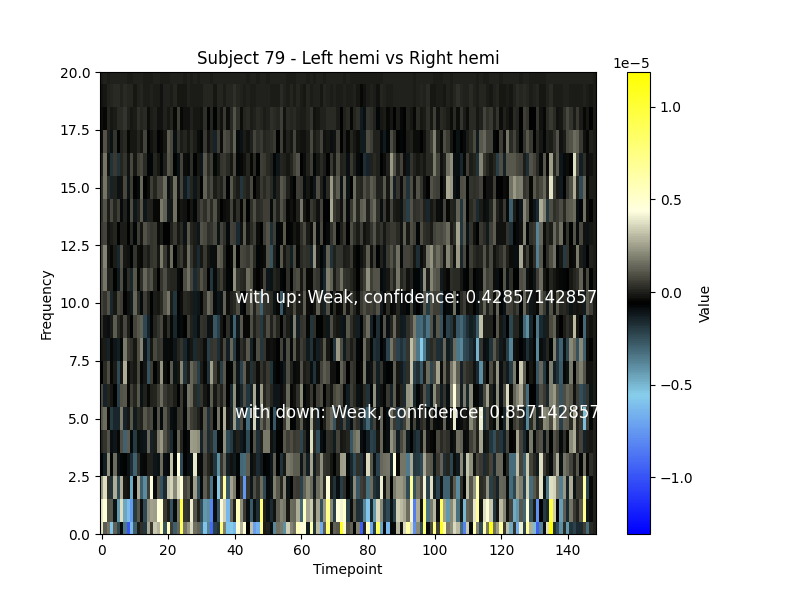 Subject 79 - Left hemi vs Right hemi
1e−5
20.0
17.5
15.0
12.5
10.0
7.5
5.0
2.5
0.0
Frequency
with up: Weak, confidence: 0.42857142857
with down: Weak, confidence: 0.857142857
0 20 40 60 80 100 120 140
Timepoint
1.0
0.5
0.0
−0.5
−1.0
Value